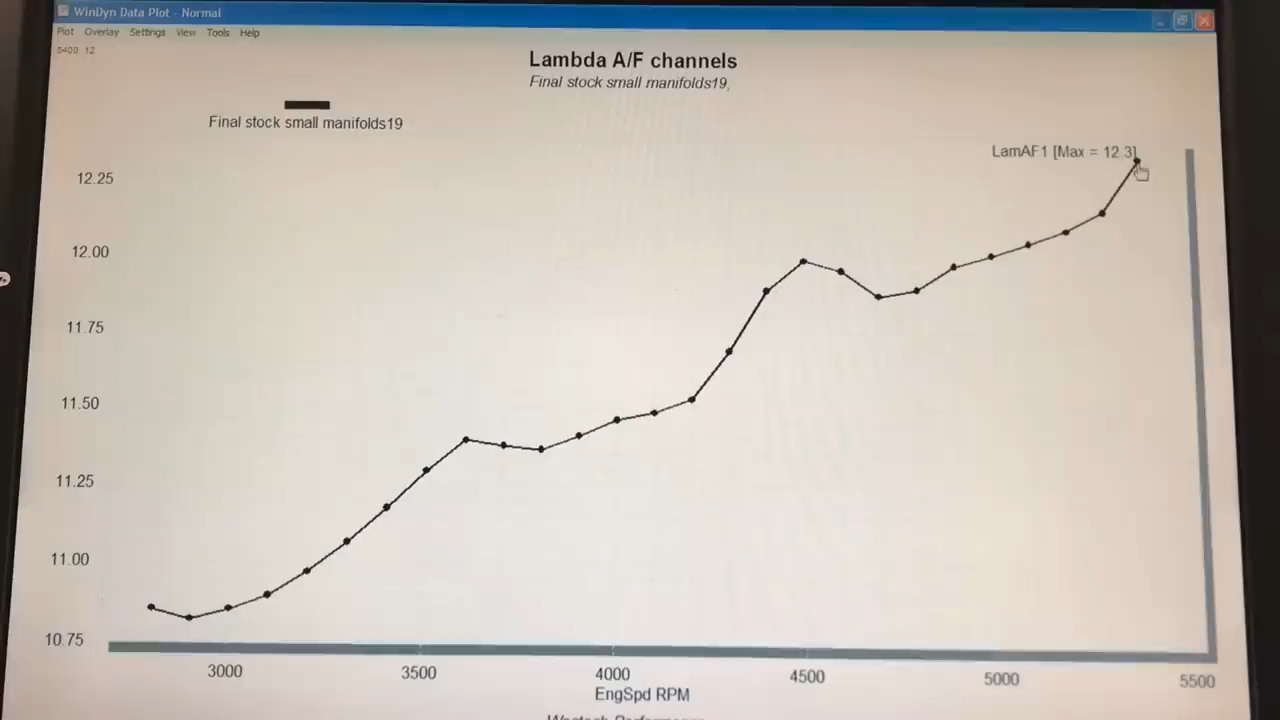 WinDyn Data Plot - Normal
Plot Overlay Settings View Tools Help
5400 12
Lambda A/F channels
Final stock small manifolds19,
Final stock small manifolds19
LamAF1 [Max = 12.3]
12.25
12.00
11.75
11.50
11.25
11.00
10.75
3000 3500 4000 4500 5000 5500
EngSpd RPM